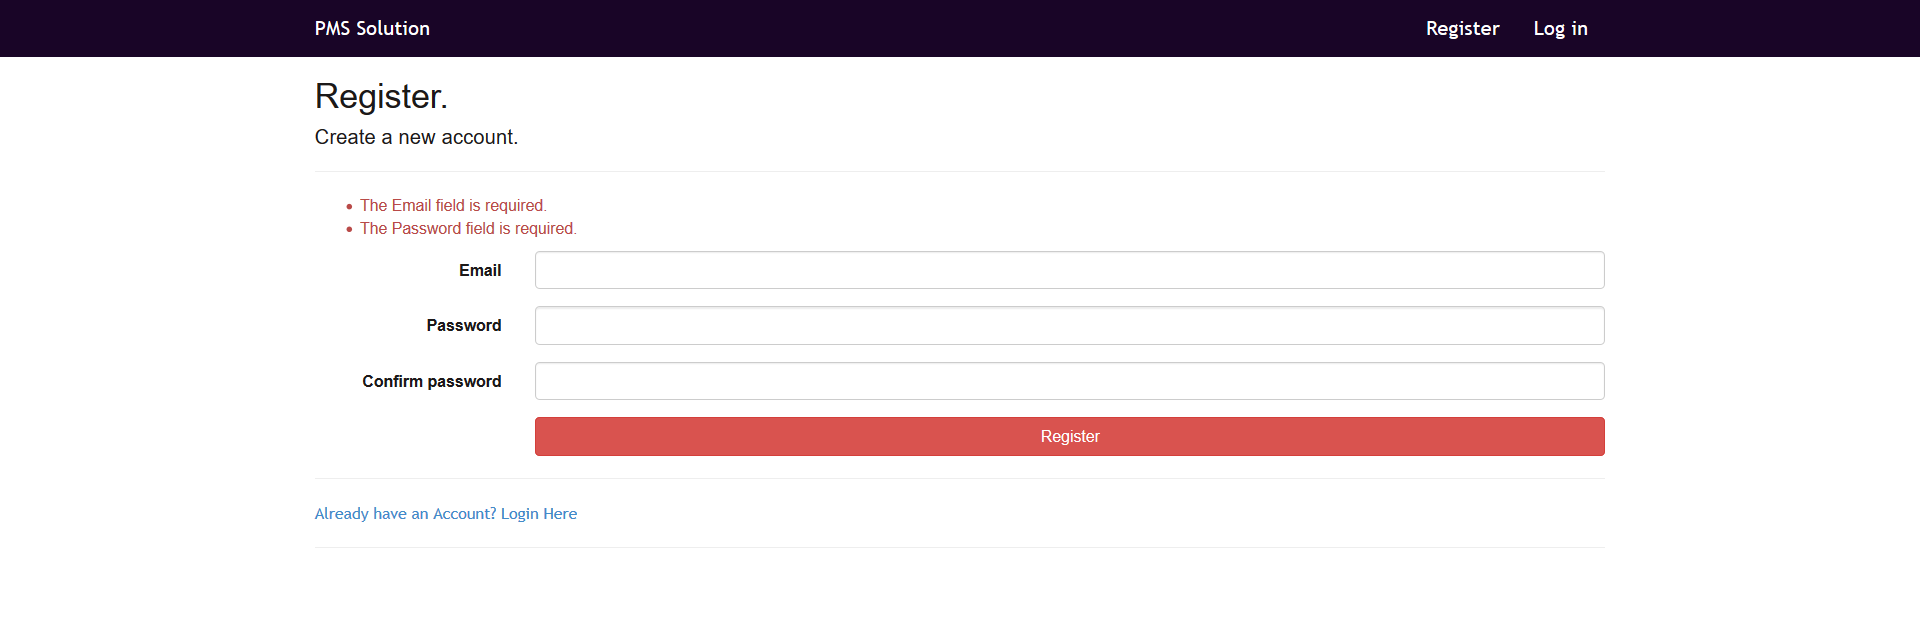 PMS Solution Register Log in
Register.
Create a new account.
The Email field is required.
The Password field is required.
Email
Password
Confirm password
Register
Already have an Account? Login Here